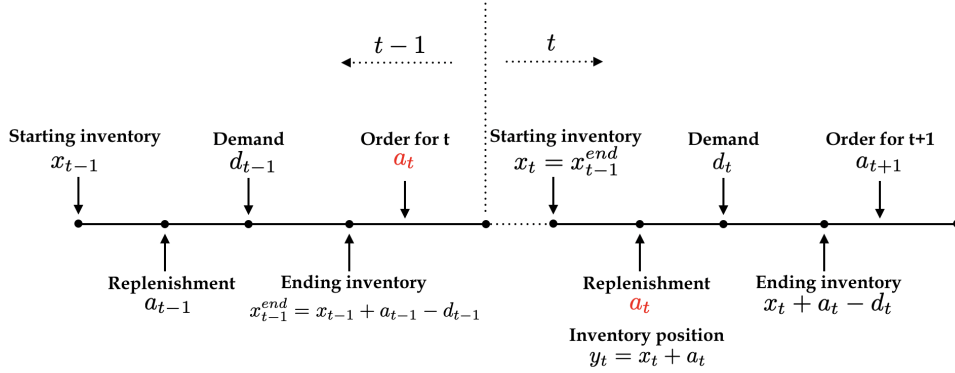 t − 1
t
Starting inventory
x_{t−1}
Demand
d_{t−1}
Order for t
a_t
Starting inventory
x_t = x_{t−1}^{end}
Demand
d_t
Order for t+1
a_{t+1}
Replenishment
a_{t−1}
Ending inventory
x_{t−1}^{end} = x_{t−1} + a_{t−1} − d_{t−1}
Replenishment
a_t
Inventory position
y_t = x_t + a_t
Ending inventory
x_t + a_t − d_t